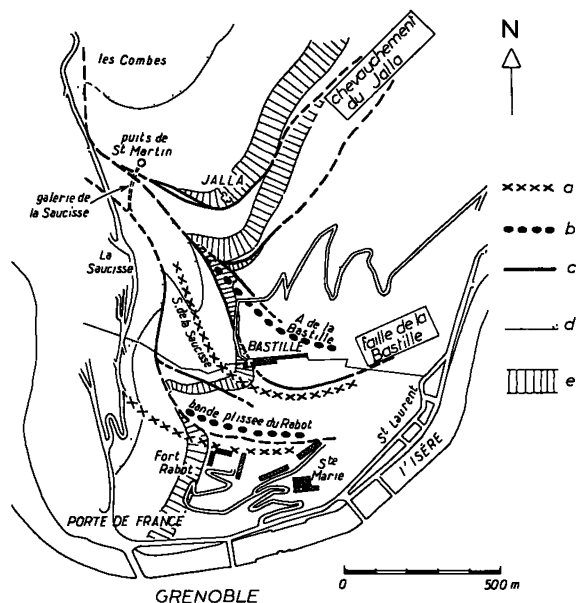 les Combes
chevauchement
du Jalla
N
puits de
St Martin
JALLA
galerie de
la Saucisse
La
Saucisse
S. de la Saucisse
A de la
Bastille
BASTILLE
faille de la
Bastille
bande plissée du Rabot
Fort
Rabot
Ste
Marie
St Laurent
l'ISÉRE
PORTE DE FRANCE
GRENOBLE
a
b
c
d
e
0 500 m